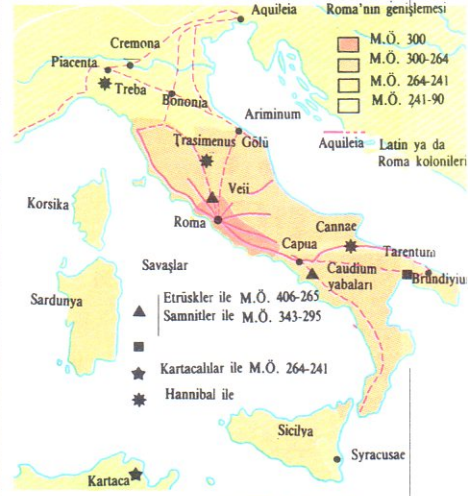 Aquileia
Roma'nın genişlemesi
M.Ö. 300
M.Ö. 300-264
M.Ö. 264-241
M.Ö. 241-90
Aquileia
Latin ya da
Roma kolonileri
Cremona
Piacenta
Treba
Bononia
Ariminum
Trasimenus Gölü
Veii
Roma
Korsika
Sardunya
Cannae
Capua
Tarentum
Caudium
yabaları
Brundiyium
Savaşlar
Etrüskler ile M.Ö. 406-265
Samnitler ile M.Ö. 343-295
Kartacalılar ile M.Ö. 264-241
Hannibal ile
Sicilya
Syracusae
Kartaca